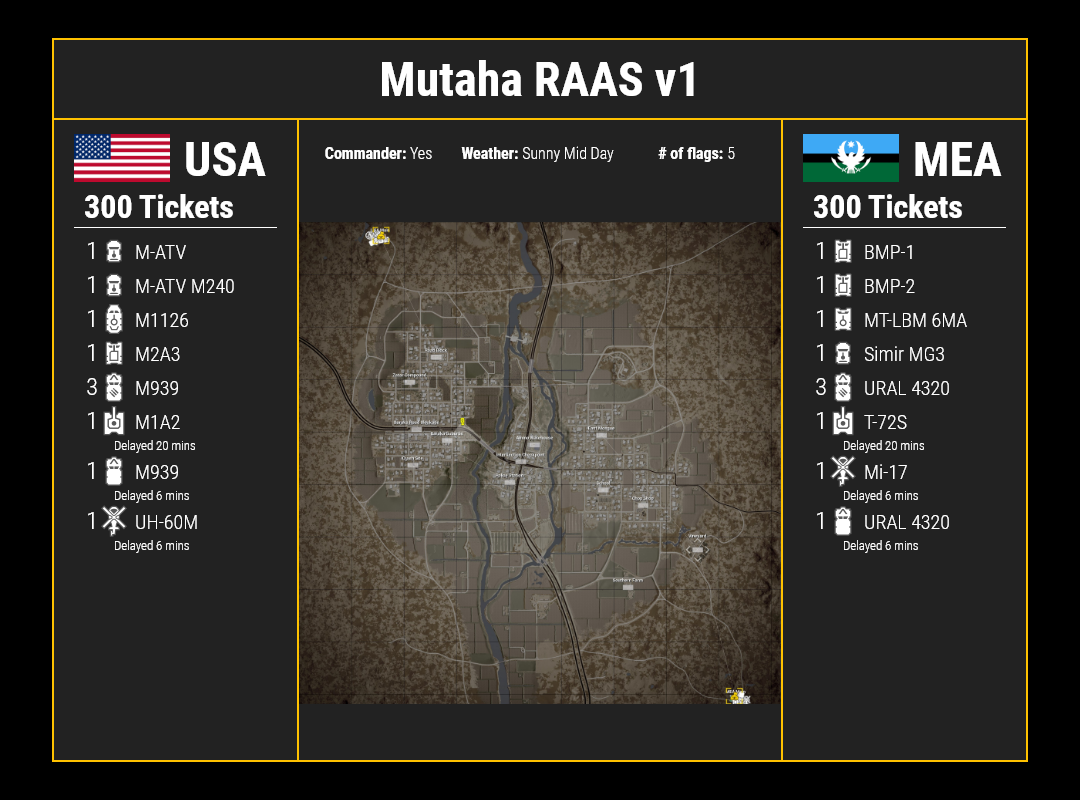 Mutaha RAAS v1
USA
300 Tickets
1 M-ATV
1 M-ATV M240
1 M1126
1 M2A3
3 M939
1 M1A2
Delayed 20 mins
1 M939
Delayed 6 mins
1 UH-60M
Delayed 6 mins
Commander: Yes Weather: Sunny Mid Day # of flags: 5
MEA
300 Tickets
1 BMP-1
1 BMP-2
1 MT-LBM 6MA
1 Simir MG3
3 URAL 4320
1 T-72S
Delayed 20 mins
1 Mi-17
Delayed 6 mins
1 URAL 4320
Delayed 6 mins